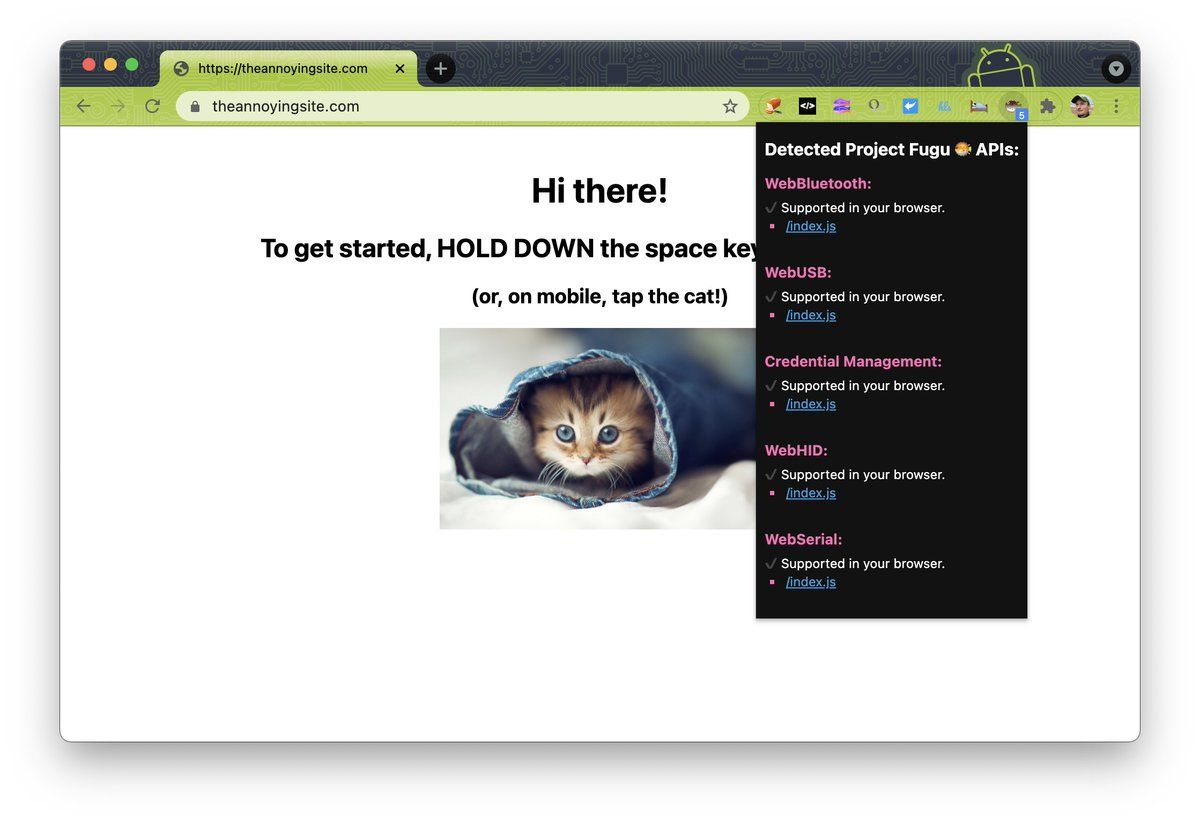 https://theannoyingsite.com
theannoyingsite.com
</>
5
Hi there!
To get started, HOLD DOWN the space key
(or, on mobile, tap the cat!)
Detected Project Fugu 🐡 APIs:
WebBluetooth:
✔ Supported in your browser.
/index.js
WebUSB:
✔ Supported in your browser.
/index.js
Credential Management:
✔ Supported in your browser.
/index.js
WebHID:
✔ Supported in your browser.
/index.js
WebSerial:
✔ Supported in your browser.
/index.js